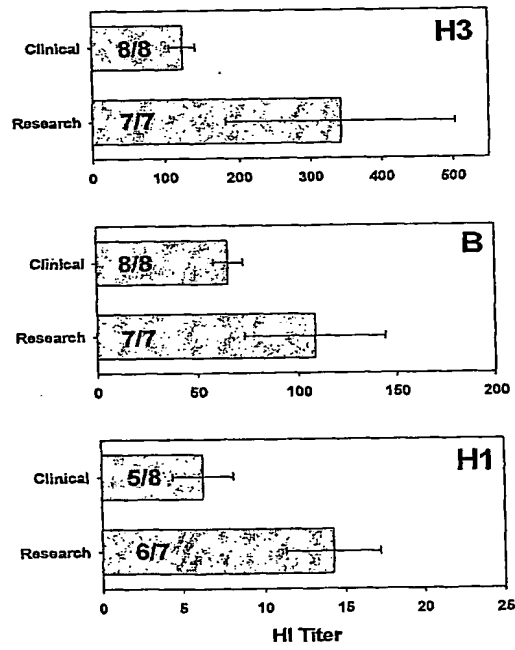 H3
Clinical 8/8
Research 7/7
0 100 200 300 400 500
B
Clinical 8/8
Research 7/7
0 50 100 150 200
H1
Clinical 5/8
Research 6/7
0 5 10 15 20 25
HI Titer